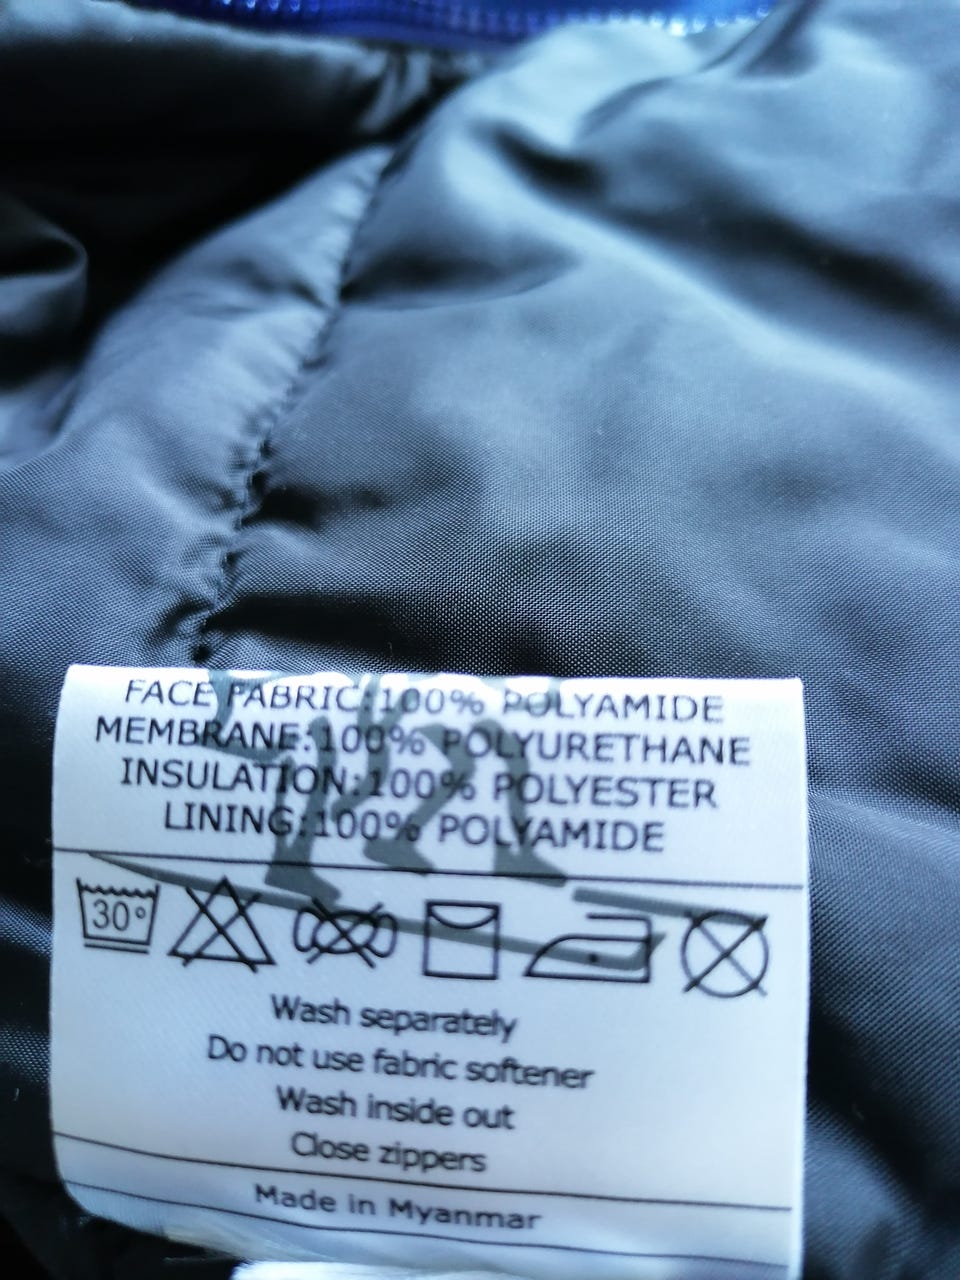 FACE FABRIC:100% POLYAMIDE
MEMBRANE:100% POLYURETHANE
INSULATION:100% POLYESTER
LINING:100% POLYAMIDE
30°
Wash separately
Do not use fabric softener
Wash inside out
Close zippers
Made in Myanmar